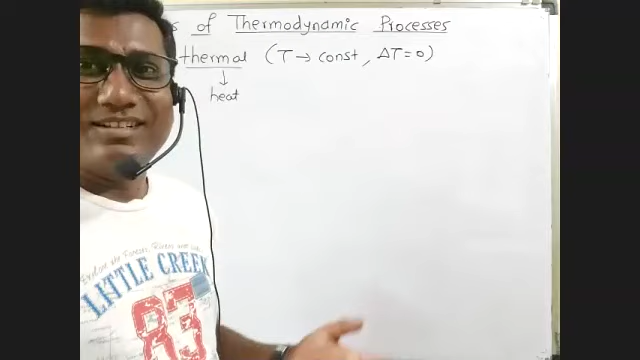 s of Thermodynamic Processes
thermal (T → const, ΔT = 0)
↓
heat
LITTLE CREEK
83